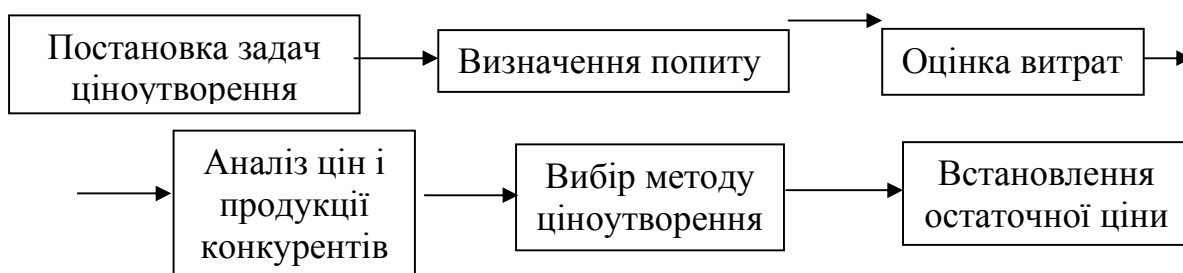 Постановка задач
ціноутворення
Визначення попиту
Оцінка витрат
Аналіз цін і
продукції
конкурентів
Вибір методу
ціноутворення
Встановлення
остаточної ціни